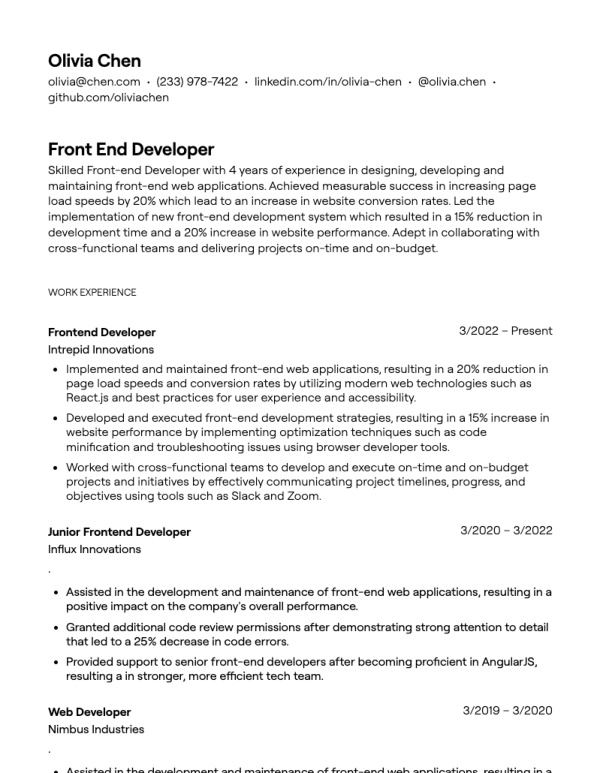 Olivia Chen
olivia@chen.com • (233) 978-7422 • linkedin.com/in/olivia-chen • @olivia.chen •
github.com/oliviachen
Front End Developer
Skilled Front-end Developer with 4 years of experience in designing, developing and
maintaining front-end web applications. Achieved measurable success in increasing page
load speeds by 20% which lead to an increase in website conversion rates. Led the
implementation of new front-end development system which resulted in a 15% reduction in
development time and a 20% increase in website performance. Adept in collaborating with
cross-functional teams and delivering projects on-time and on-budget.
WORK EXPERIENCE
Frontend Developer 3/2022 – Present
Intrepid Innovations
• Implemented and maintained front-end web applications, resulting in a 20% reduction in
page load speeds and conversion rates by utilizing modern web technologies such as
React.js and best practices for user experience and accessibility.
• Developed and executed front-end development strategies, resulting in a 15% increase in
website performance by implementing optimization techniques such as code
minification and troubleshooting issues using browser developer tools.
• Worked with cross-functional teams to develop and execute on-time and on-budget
projects and initiatives by effectively communicating project timelines, progress, and
objectives using tools such as Slack and Zoom.
Junior Frontend Developer 3/2020 – 3/2022
Influx Innovations
.
• Assisted in the development and maintenance of front-end web applications, resulting in a
positive impact on the company's overall performance.
• Granted additional code review permissions after demonstrating strong attention to detail
that led to a 25% decrease in code errors.
• Provided support to senior front-end developers after becoming proficient in AngularJS,
resulting a in stronger, more efficient tech team.
Web Developer 3/2019 – 3/2020
Nimbus Industries
.
• Assisted in the development and maintenance of front-end web applications, resulting in a